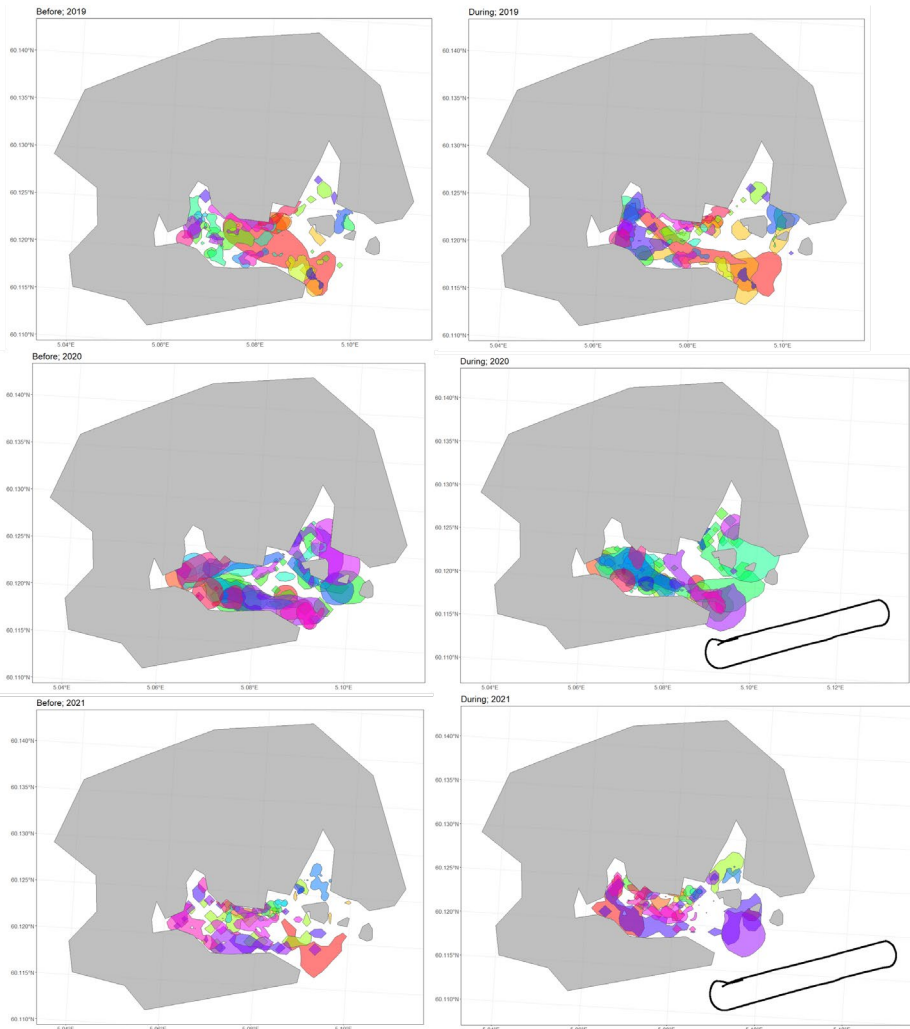 Before; 2019
60.140°N
60.135°N
60.130°N
60.125°N
60.120°N
60.115°N
60.110°N
5.04°E 5.06°E 5.08°E 5.10°E
During; 2019
60.140°N
60.135°N
60.130°N
60.125°N
60.120°N
60.115°N
60.110°N
5.04°E 5.06°E 5.08°E 5.10°E
Before; 2020
60.140°N
60.135°N
60.130°N
60.125°N
60.120°N
60.115°N
60.110°N
5.04°E 5.06°E 5.08°E 5.10°E
During; 2020
60.140°N
60.135°N
60.130°N
60.125°N
60.120°N
60.115°N
60.110°N
5.04°E 5.06°E 5.08°E 5.10°E 5.12°E
Before; 2021
60.140°N
60.135°N
60.130°N
60.125°N
60.120°N
60.115°N
60.110°N
During; 2021
60.140°N
60.135°N
60.130°N
60.125°N
60.120°N
60.115°N
60.110°N